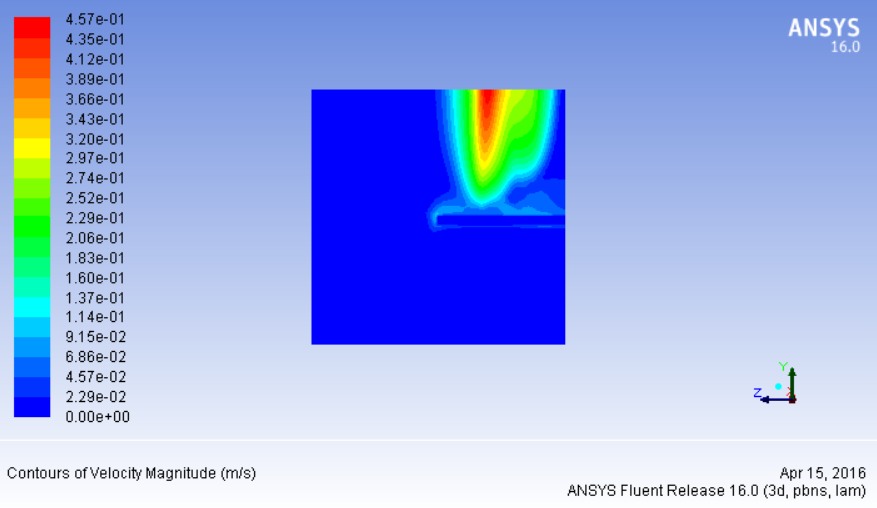 4.57e-01
4.35e-01
4.12e-01
3.89e-01
3.66e-01
3.43e-01
3.20e-01
2.97e-01
2.74e-01
2.52e-01
2.29e-01
2.06e-01
1.83e-01
1.60e-01
1.37e-01
1.14e-01
9.15e-02
6.86e-02
4.57e-02
2.29e-02
0.00e+00
ANSYS
16.0
Y
Z
X
Contours of Velocity Magnitude (m/s)
Apr 15, 2016
ANSYS Fluent Release 16.0 (3d, pbns, lam)